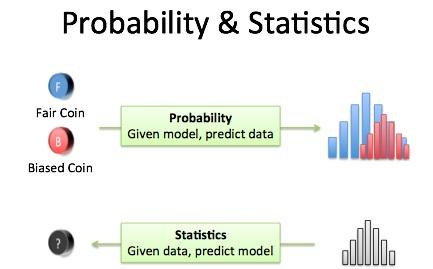 Probability & Statistics
F
Fair Coin
B
Biased Coin
Probability
Given model, predict data
?
Statistics
Given data, predict model